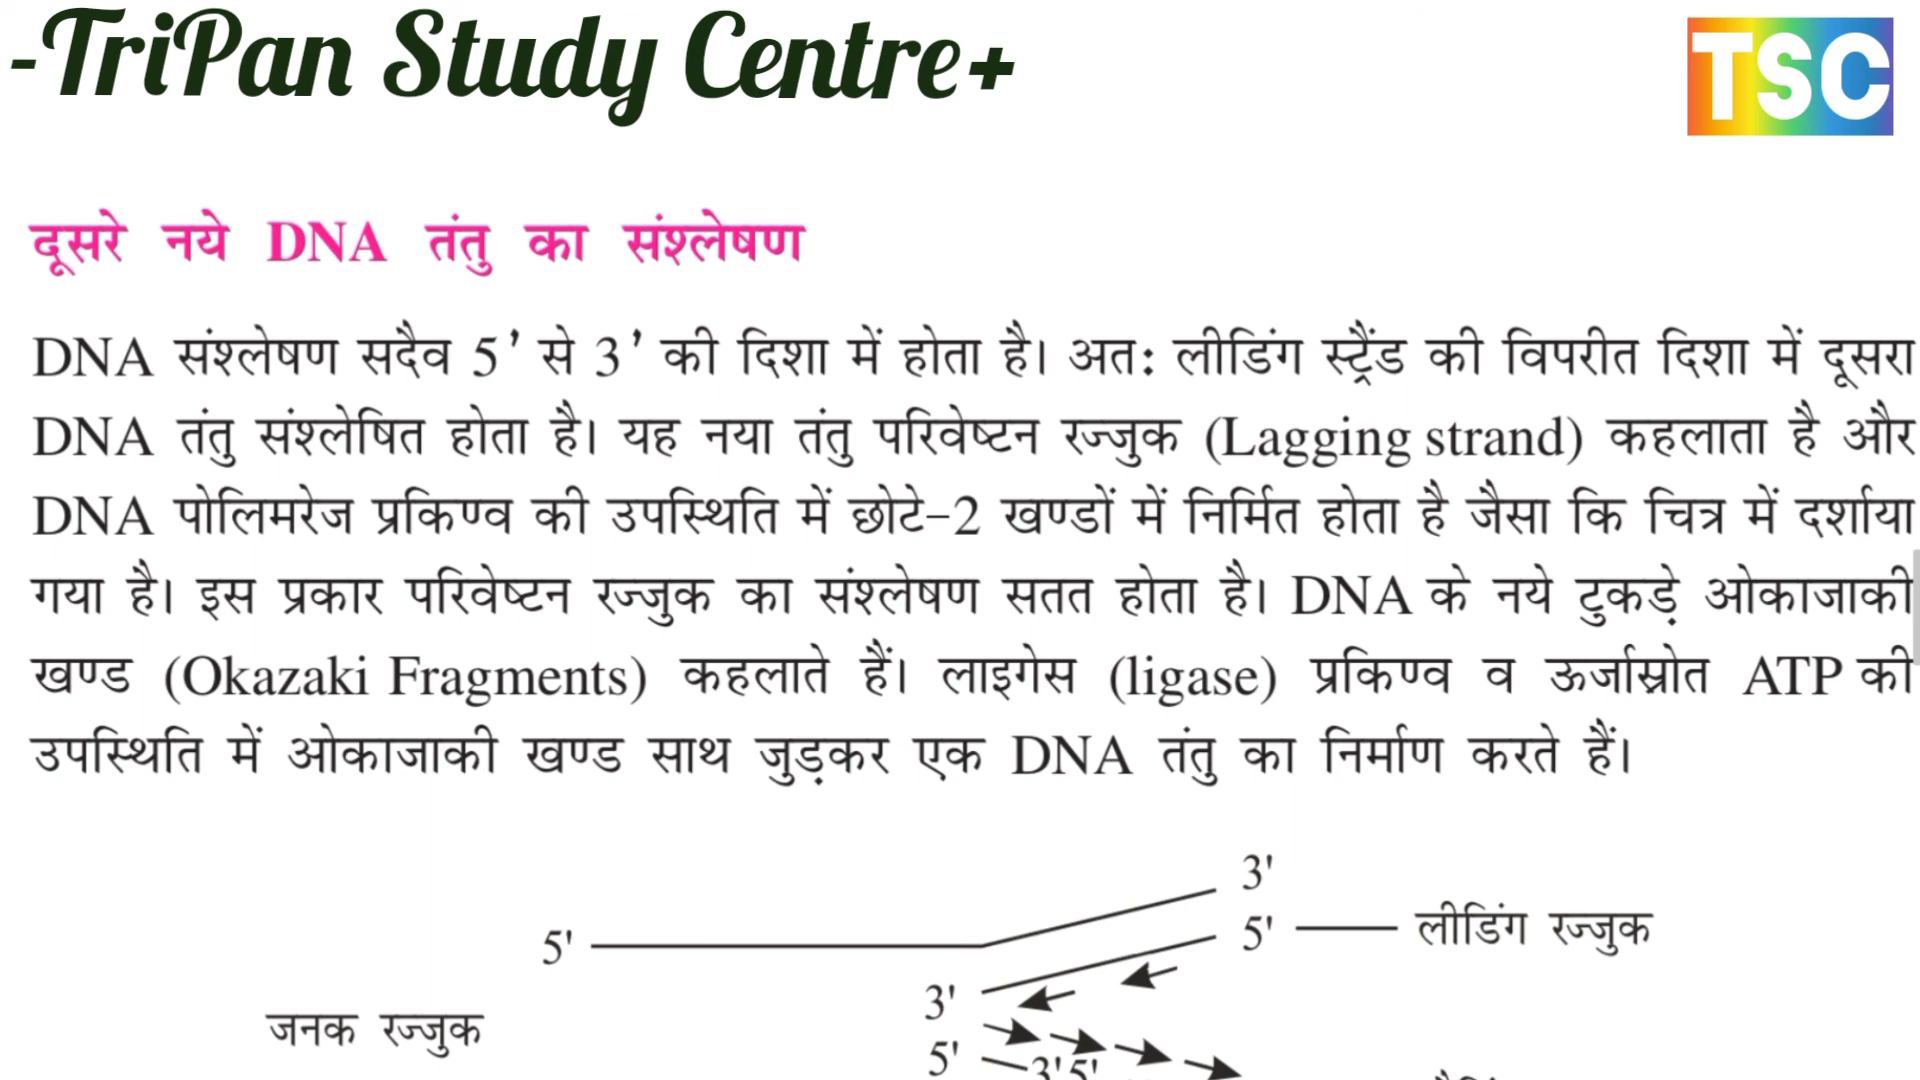 -TriPan Study Centre+
TSC
दूसरे नये DNA तंतु का संश्लेषण
DNA संश्लेषण सदैव 5’ से 3’ की दिशा में होता है। अतः लीडिंग स्ट्रैंड की विपरीत दिशा में दूसरा
DNA तंतु संश्लेषित होता है। यह नया तंतु परिवेष्टन रज्जुक (Lagging strand) कहलाता है और
DNA पोलिमरेज प्रकिण्व की उपस्थिति में छोटे-2 खण्डों में निर्मित होता है जैसा कि चित्र में दर्शाया
गया है। इस प्रकार परिवेष्टन रज्जुक का संश्लेषण सतत होता है। DNA के नये टुकड़े ओकाजाकी
खण्ड (Okazaki Fragments) कहलाते हैं। लाइगेस (ligase) प्रकिण्व व ऊर्जास्रोत ATP की
उपस्थिति में ओकाजाकी खण्ड साथ जुड़कर एक DNA तंतु का निर्माण करते हैं।
3'
5' 5' लीडिंग रज्जुक
3'
जनक रज्जुक
5' 3'5'